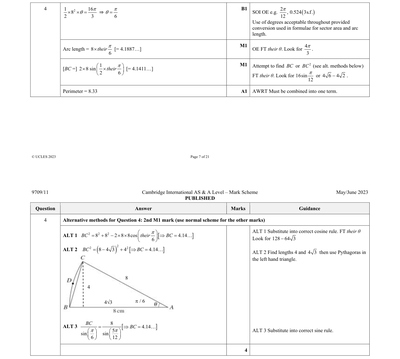 4
1/2 × 8² × θ = 16π/3 ⇒ θ = π/6
B1
SOI OE e.g. 2π/12, 0.524(3 s.f.)
Use of degrees acceptable throughout provided
conversion used in formulae for sector area and arc
length.
Arc length = 8 × their π/6 [= 4.1887...]
M1
OE FT their θ. Look for 4π/3.
[BC =] 2 × 8 sin(1/2 × their π/6) [= 4.1411...]
M1
Attempt to find BC or BC² (see alt. methods below)
FT their θ. Look for 16 sin π/12 or 4√6 − 4√2.
Perimeter = 8.33
A1
AWRT Must be combined into one term.
© UCLES 2023
Page 7 of 21
9709/11
Cambridge International AS & A Level – Mark Scheme
PUBLISHED
May/June 2023
Question
Answer
Marks
Guidance
4
Alternative methods for Question 4: 2nd M1 mark (use normal scheme for the other marks)
ALT 1 BC² = 8² + 8² − 2 × 8 × 8 cos(their π/6) [⇒ BC = 4.14...]
ALT 1 Substitute into correct cosine rule. FT their θ
Look for 128 − 64√3
ALT 2 BC² = (8 − 4√3)² + 4² [⇒ BC = 4.14...]
ALT 2 Find lengths 4 and 4√3 then use Pythagoras in
the left hand triangle.
C
D
8
4
4√3
π / 6
θ
B
A
8 cm
ALT 3 BC/sin(π/6) = 8/sin(5π/12) [⇒ BC = 4.14...]
ALT 3 Substitute into correct sine rule.
4